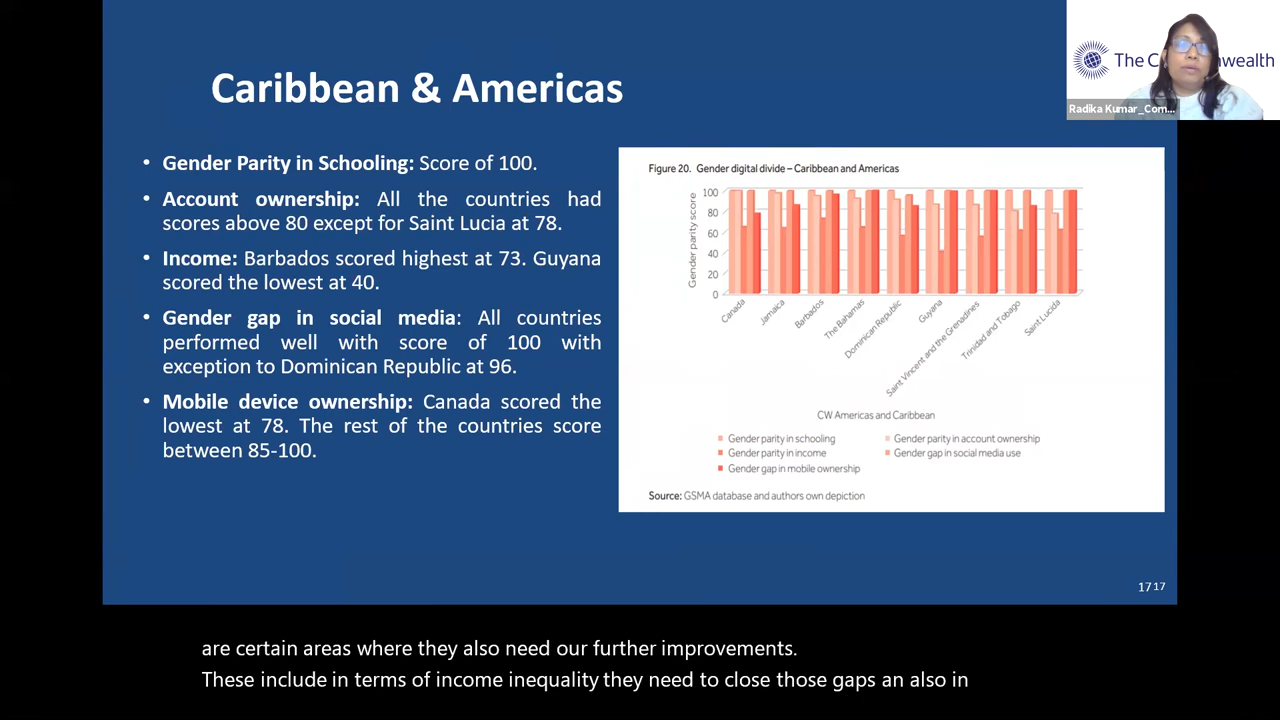 Caribbean & Americas
The C
nwealth
Radika Kumar_Com...
• Gender Parity in Schooling: Score of 100.
• Account ownership: All the countries had
scores above 80 except for Saint Lucia at 78.
• Income: Barbados scored highest at 73. Guyana
scored the lowest at 40.
• Gender gap in social media: All countries
performed well with score of 100 with
exception to Dominican Republic at 96.
• Mobile device ownership: Canada scored the
lowest at 78. The rest of the countries score
between 85-100.
Figure 20. Gender digital divide – Caribbean and Americas
Gender parity score
100
80
60
40
20
0
Canada
Jamaica
Barbados
The Bahamas
Dominican Republic
Guyana
Saint Vincent and the Grenadines
Trinidad and Tobago
Saint Lucida
CW Americas and Caribbean
Gender parity in schooling
Gender parity in account ownership
Gender parity in income
Gender gap in social media use
Gender gap in mobile ownership
Source: GSMA database and authors own depiction
17 17
are certain areas where they also need our further improvements.
These include in terms of income inequality they need to close those gaps an also in